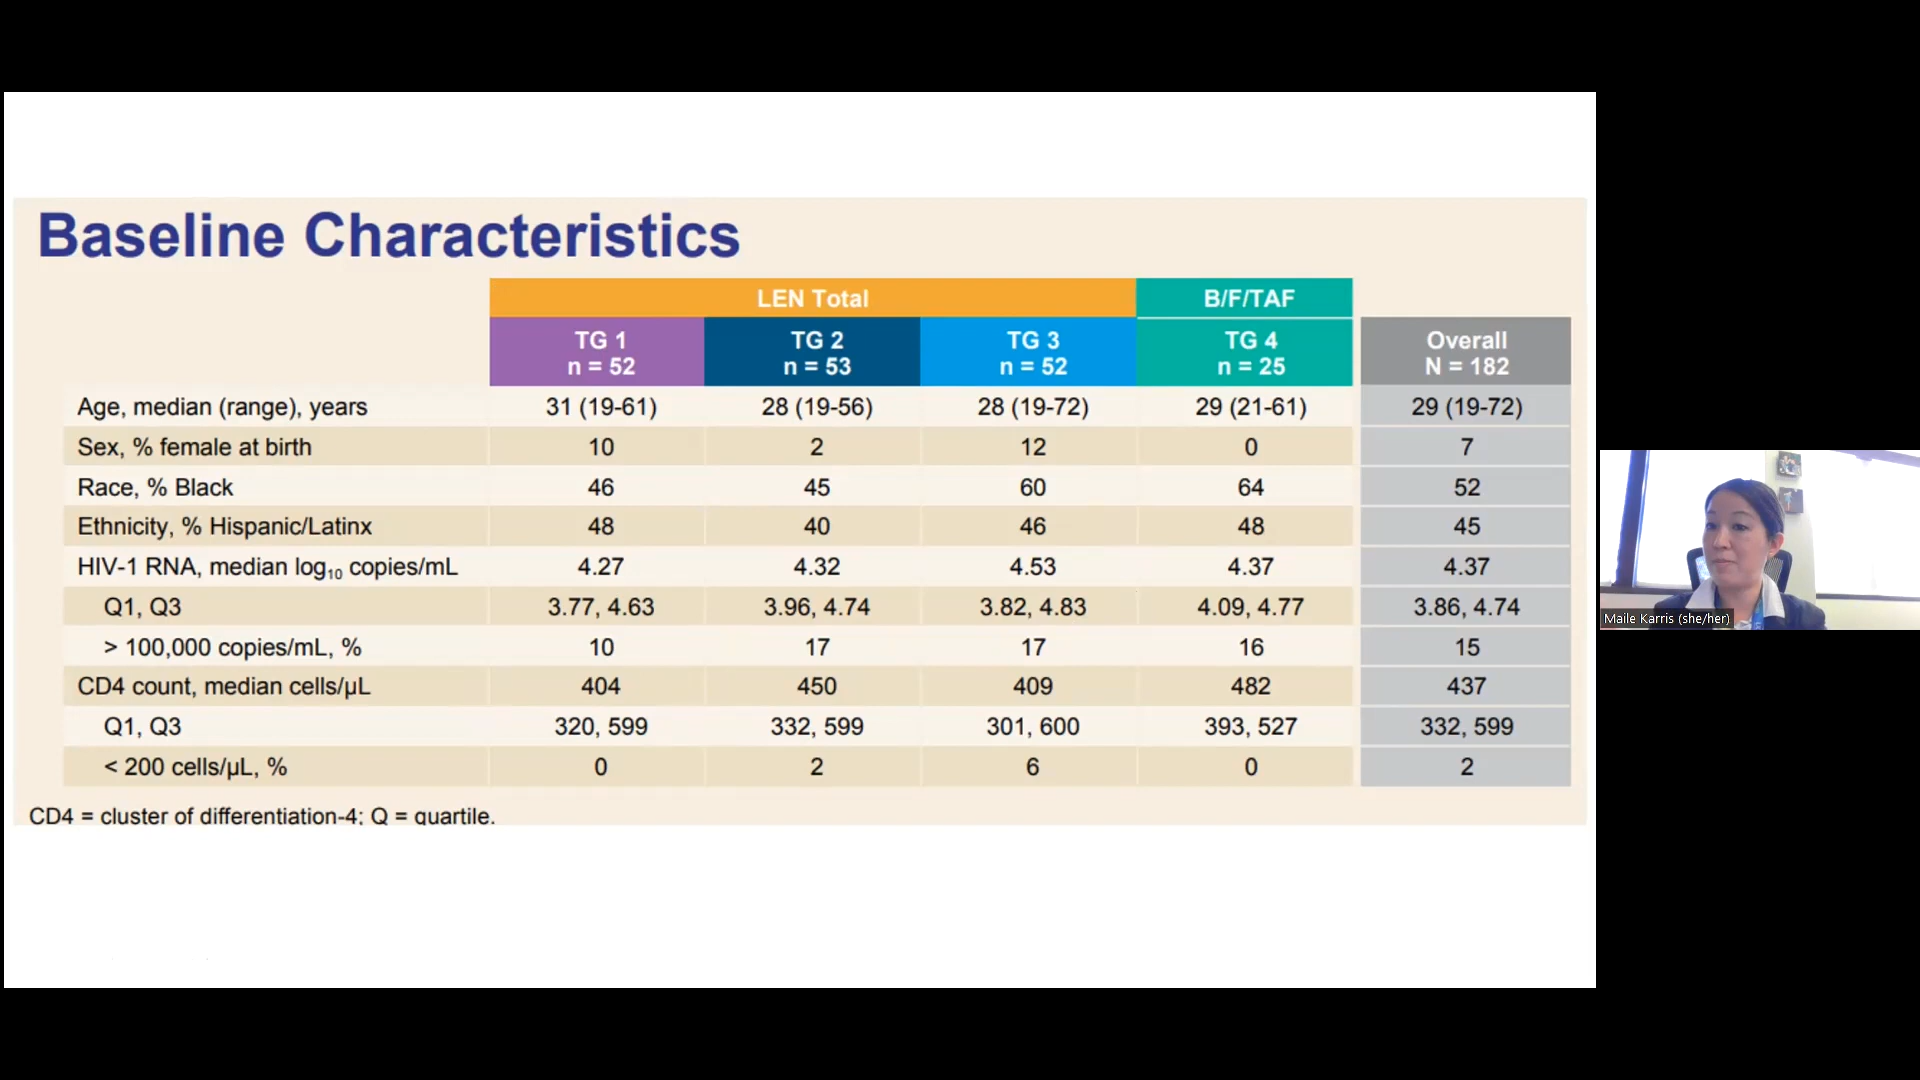 Baseline Characteristics
LEN Total B/F/TAF
TG 1 TG 2 TG 3 TG 4 Overall
n = 52 n = 53 n = 52 n = 25 N = 182
Age, median (range), years 31 (19-61) 28 (19-56) 28 (19-72) 29 (21-61) 29 (19-72)
Sex, % female at birth 10 2 12 0 7
Race, % Black 46 45 60 64 52
Ethnicity, % Hispanic/Latinx 48 40 46 48 45
HIV-1 RNA, median log10 copies/mL 4.27 4.32 4.53 4.37 4.37
Q1, Q3 3.77, 4.63 3.96, 4.74 3.82, 4.83 4.09, 4.77 3.86, 4.74
> 100,000 copies/mL, % 10 17 17 16 15
CD4 count, median cells/µL 404 450 409 482 437
Q1, Q3 320, 599 332, 599 301, 600 393, 527 332, 599
< 200 cells/µL, % 0 2 6 0 2
CD4 = cluster of differentiation-4; Q = quartile.
Maile Karris (she/her)